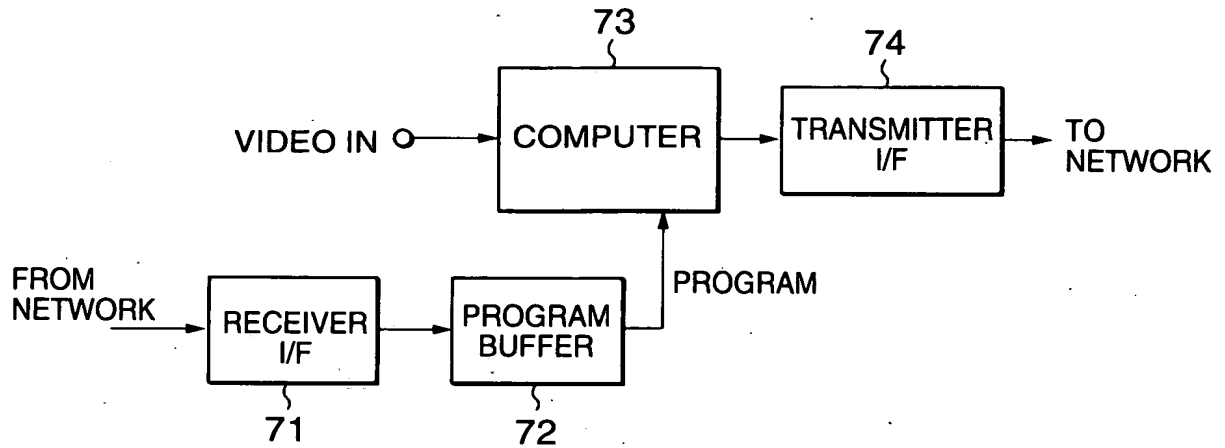 73
74
VIDEO IN
COMPUTER
TRANSMITTER
I/F
TO
NETWORK
FROM
NETWORK
RECEIVER
I/F
PROGRAM
BUFFER
PROGRAM
71
72